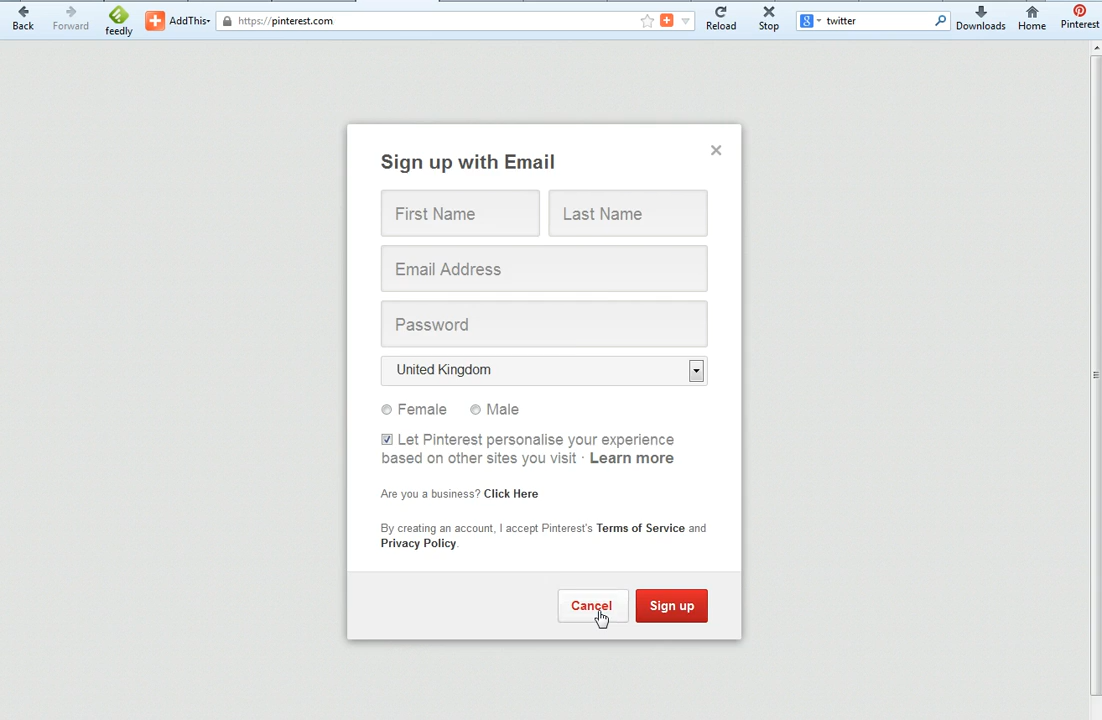 https://pinterest.com
twitter
Back
Forward
feedly
AddThis
Reload
Stop
Downloads
Home
Pinterest
Sign up with Email
First Name
Last Name
Email Address
Password
United Kingdom
Female
Male
Let Pinterest personalise your experience
based on other sites you visit · Learn more
Are you a business? Click Here
By creating an account, I accept Pinterest's Terms of Service and
Privacy Policy.
Cancel
Sign up